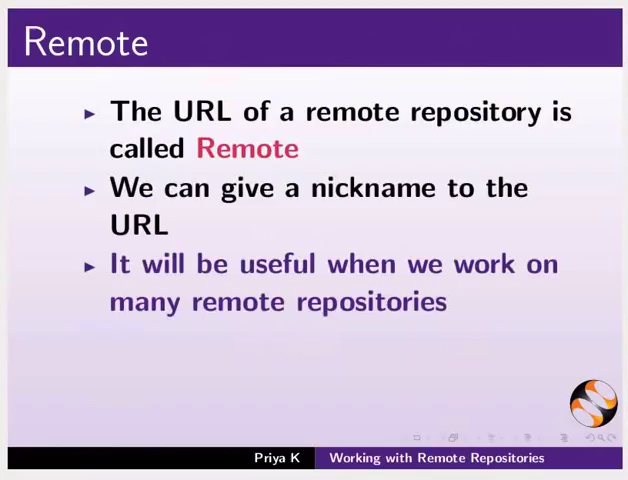 Remote
The URL of a remote repository is
called Remote
We can give a nickname to the
URL
It will be useful when we work on
many remote repositories
Priya K Working with Remote Repositories